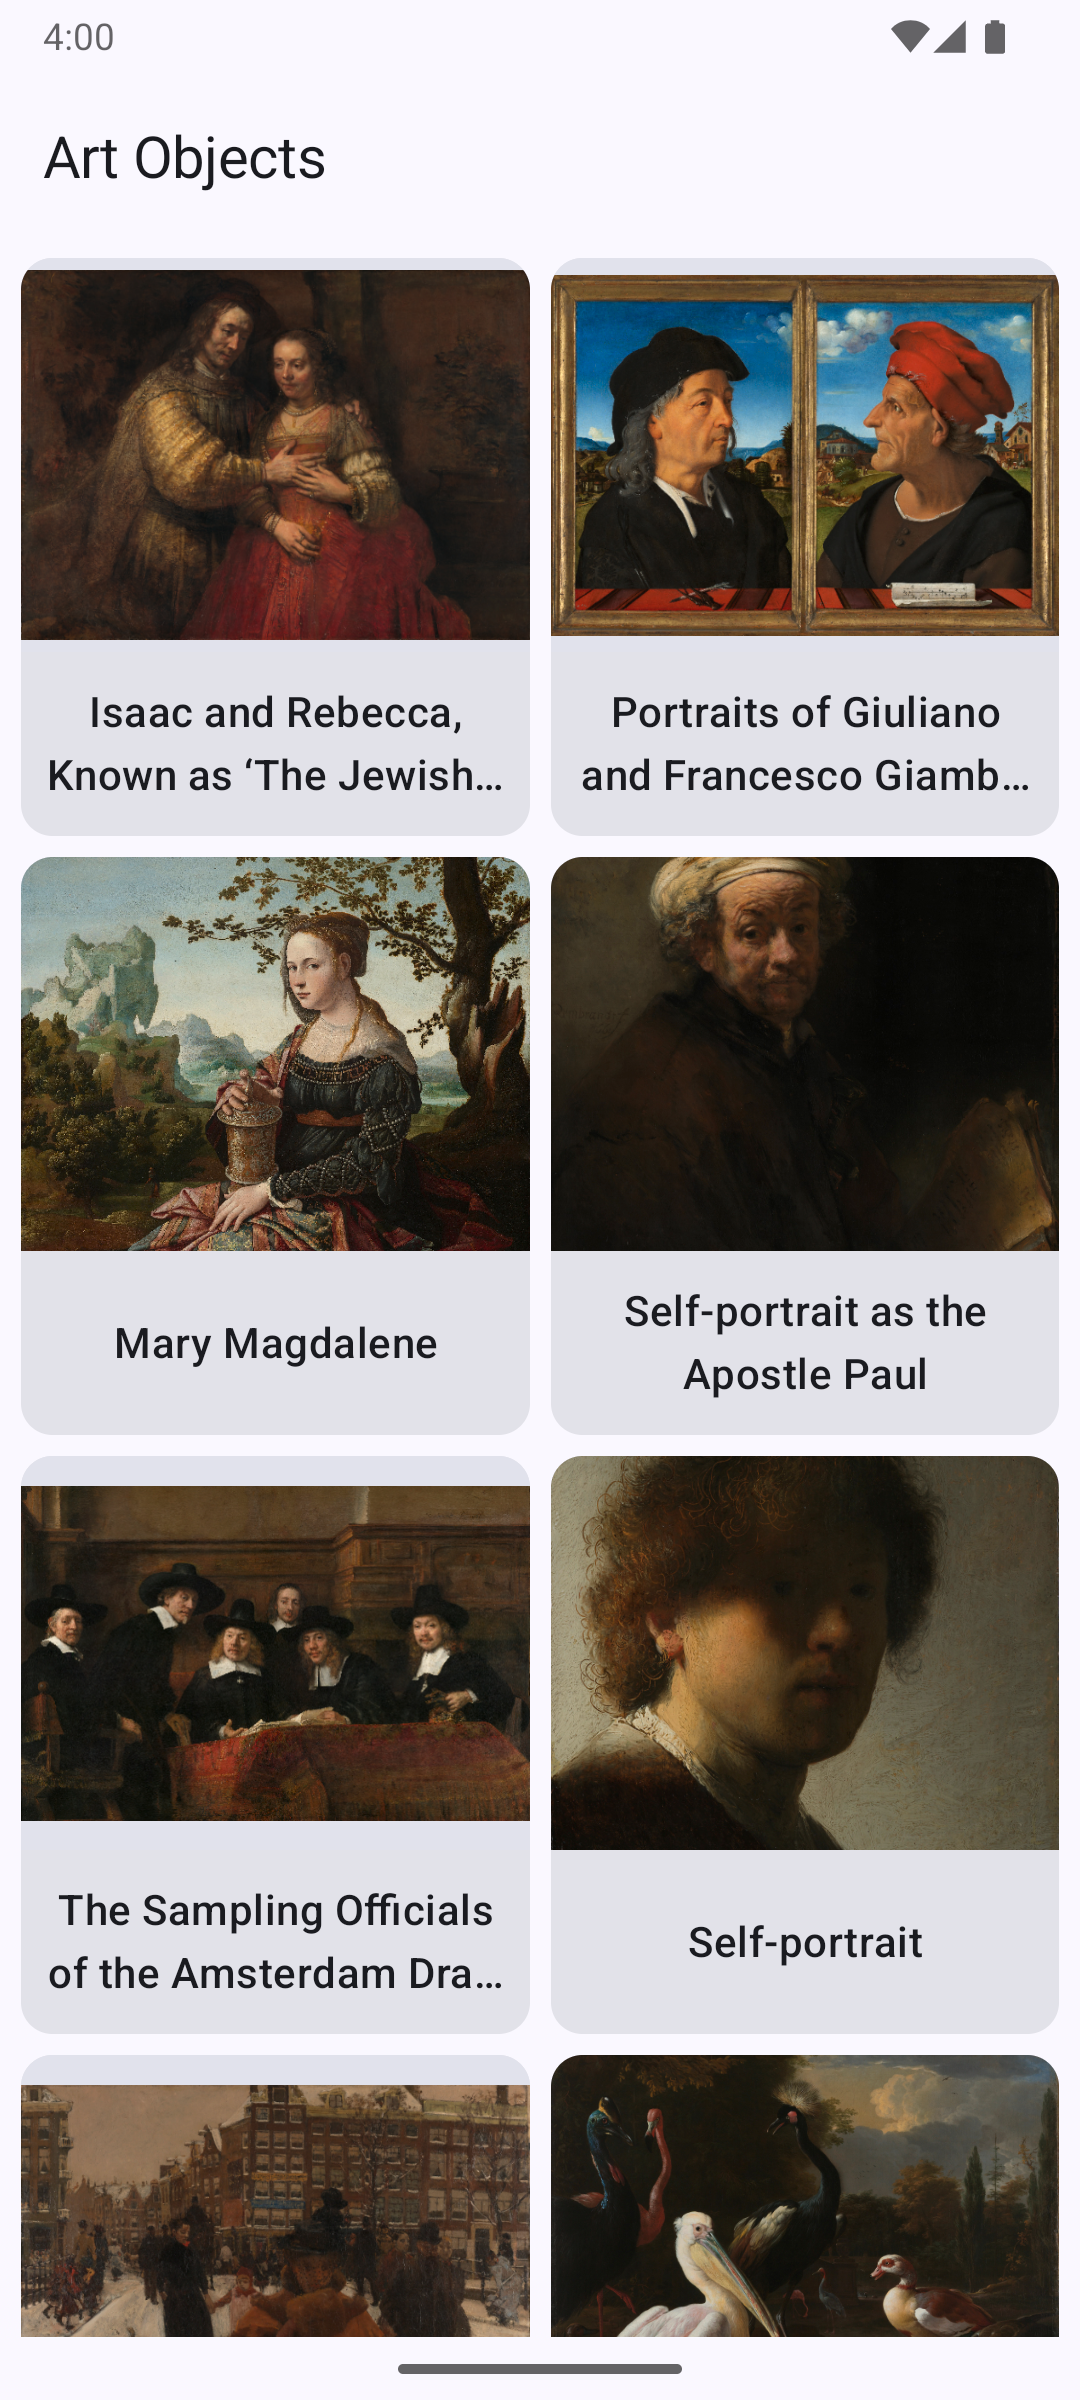 4:00
Art Objects
Isaac and Rebecca,
Known as ‘The Jewish…
Portraits of Giuliano
and Francesco Giamb…
Mary Magdalene
Self-portrait as the
Apostle Paul
The Sampling Officials
of the Amsterdam Dra…
Self-portrait